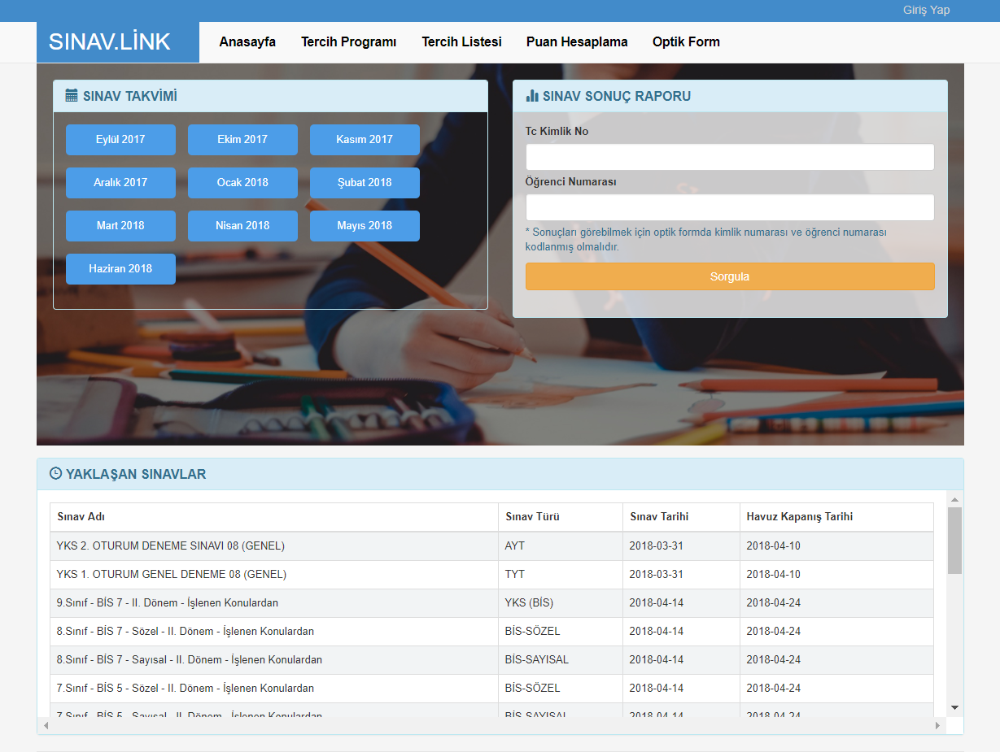 Giriş Yap
SINAV.LİNK
Anasayfa
Tercih Programı
Tercih Listesi
Puan Hesaplama
Optik Form
SINAV TAKVİMİ
Eylül 2017
Ekim 2017
Kasım 2017
Aralık 2017
Ocak 2018
Şubat 2018
Mart 2018
Nisan 2018
Mayıs 2018
Haziran 2018
SINAV SONUÇ RAPORU
Tc Kimlik No
Öğrenci Numarası
* Sonuçları görebilmek için optik formda kimlik numarası ve öğrenci numarası
kodlanmış olmalıdır.
Sorgula
YAKLAŞAN SINAVLAR
Sınav Adı Sınav Türü Sınav Tarihi Havuz Kapanış Tarihi
YKS 2. OTURUM DENEME SINAVI 08 (GENEL) AYT 2018-03-31 2018-04-10
YKS 1. OTURUM GENEL DENEME 08 (GENEL) TYT 2018-03-31 2018-04-10
9.Sınıf - BİS 7 - II. Dönem - İşlenen Konulardan YKS (BİS) 2018-04-14 2018-04-24
8.Sınıf - BİS 7 - Sözel - II. Dönem - İşlenen Konulardan BİS-SÖZEL 2018-04-14 2018-04-24
8.Sınıf - BİS 7 - Sayısal - II. Dönem - İşlenen Konulardan BİS-SAYISAL 2018-04-14 2018-04-24
7.Sınıf - BİS 5 - Sözel - II. Dönem - İşlenen Konulardan BİS-SÖZEL 2018-04-14 2018-04-24
7.Sınıf - BİS 5 - Sayısal - II. Dönem - İşlenen Konulardan BİS-SAYISAL 2018-04-14 2018-04-24